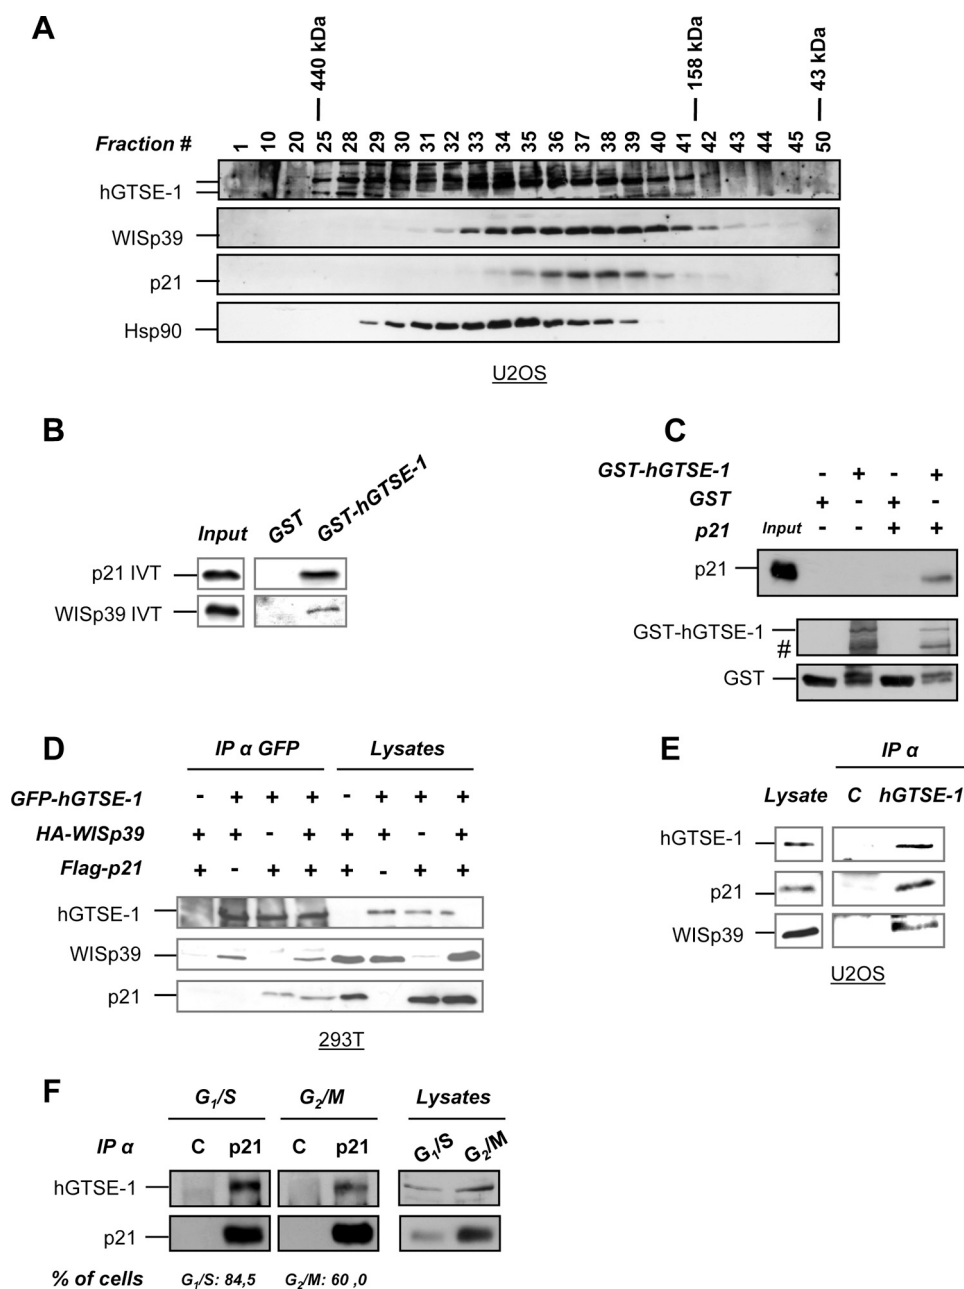 A
440 kDa
158 kDa
43 kDa
Fraction # 1 10 20 25 28 29 30 31 32 33 34 35 36 37 38 39 40 41 42 43 44 45 50
hGTSE-1
WISp39
p21
Hsp90
U2OS
B
Input GST GST-hGTSE-1
p21 IVT
WISp39 IVT
C
GST-hGTSE-1 - + - +
GST + - + -
p21 Input - - + +
p21
GST-hGTSE-1
#
GST
D
IP α GFP Lysates
GFP-hGTSE-1 - + + + - + + +
HA-WISp39 + + - + + + - +
Flag-p21 + - + + + - + +
hGTSE-1
WISp39
p21
293T
E
IP α
Lysate C hGTSE-1
hGTSE-1
p21
WISp39
U2OS
F
G1/S G2/M Lysates
IP α C p21 C p21 G1/S G2/M
hGTSE-1
p21
% of cells G1/S: 84,5 G2/M: 60 ,0